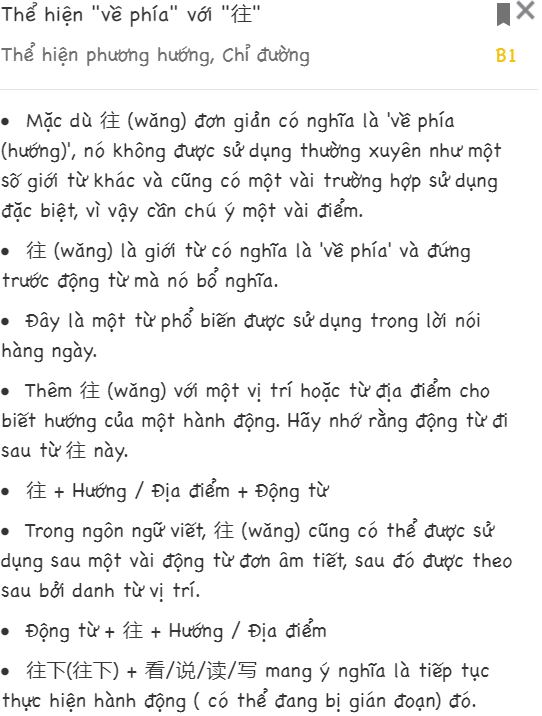 Thể hiện "về phía" với "往"
Thể hiện phương hướng, Chỉ đường
B1
• Mặc dù 往 (wăng) đơn giản có nghĩa là 'về phía
(hướng)', nó không được sử dụng thường xuyên như một
số giới từ khác và cũng có một vài trường hợp sử dụng
đặc biệt, vì vậy cần chú ý một vài điểm.
• 往 (wăng) là giới từ có nghĩa là 'về phía' và đứng
trước động từ mà nó bổ nghĩa.
• Đây là một từ phổ biến được sử dụng trong lời nói
hàng ngày.
• Thêm 往 (wăng) với một vị trí hoặc từ địa điểm cho
biết hướng của một hành động. Hãy nhớ rằng động từ đi
sau từ 往 này.
• 往 + Hướng / Địa điểm + Động từ
• Trong ngôn ngữ viết, 往 (wăng) cũng có thể được sử
dụng sau một vài động từ đơn âm tiết, sau đó được theo
sau bởi danh từ vị trí.
• Động từ + 往 + Hướng / Địa điểm
• 往下(往下) + 看/说/读/写 mang ý nghĩa là tiếp tục
thực hiện hành động ( có thể đang bị gián đoạn) đó.